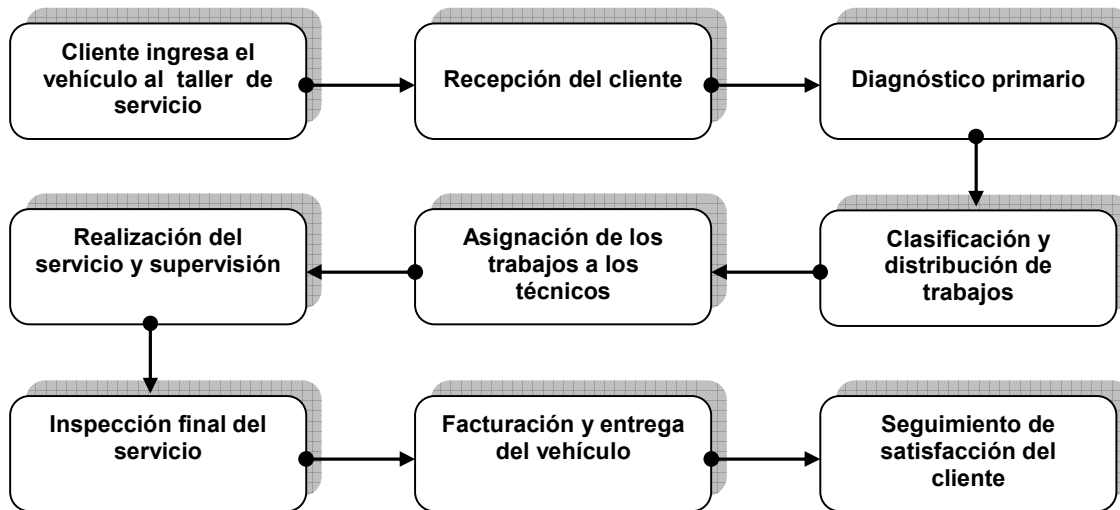 Cliente ingresa el
vehículo al taller de
servicio
Recepción del cliente
Diagnóstico primario
Realización del
servicio y supervisión
Asignación de los
trabajos a los
técnicos
Clasificación y
distribución de
trabajos
Inspección final del
servicio
Facturación y entrega
del vehículo
Seguimiento de
satisfacción del
cliente